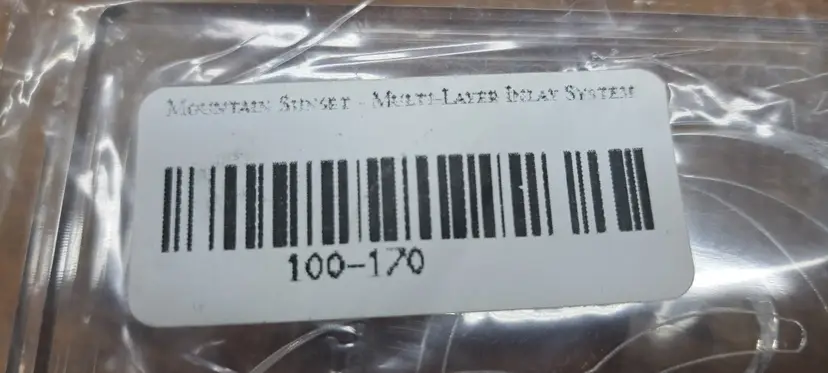 Mountain Sunset - Multi-Layer Inlay System
100-170